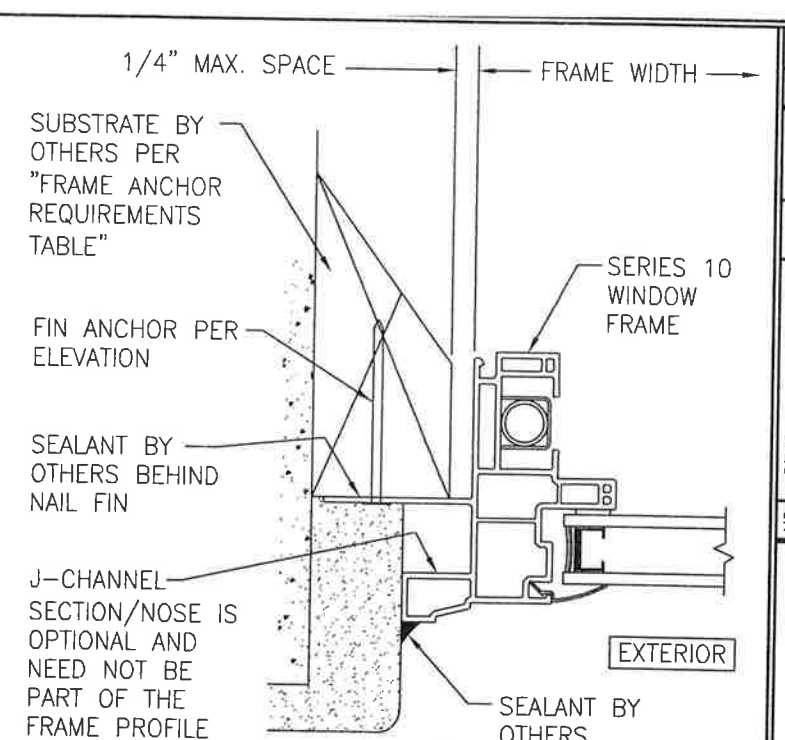 1/4" MAX. SPACE
FRAME WIDTH
SUBSTRATE BY
OTHERS PER
"FRAME ANCHOR
REQUIREMENTS
TABLE"
SERIES 10
WINDOW
FRAME
FIN ANCHOR PER
ELEVATION
SEALANT BY
OTHERS BEHIND
NAIL FIN
J-CHANNEL
SECTION/NOSE IS
OPTIONAL AND
NEED NOT BE
PART OF THE
FRAME PROFILE
EXTERIOR
SEALANT BY
OTHERS